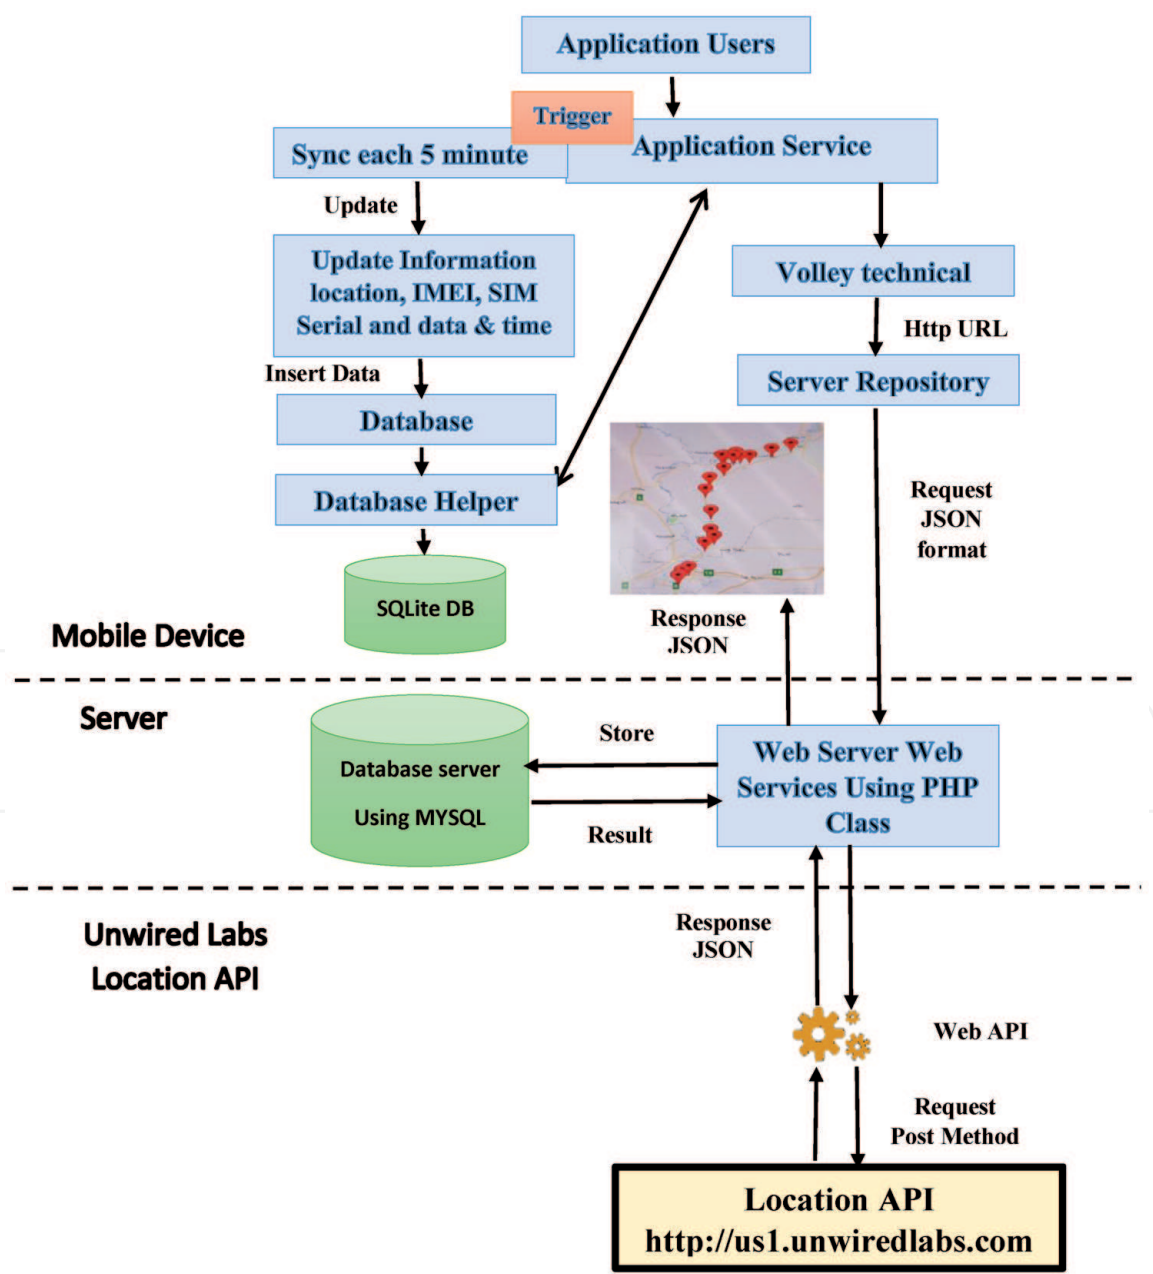 Application Users
Trigger
Sync each 5 minute
Application Service
Update
Update Information
location, IMEI, SIM
Serial and data & time
Volley technical
Http URL
Insert Data
Server Repository
Database
Database Helper
Request
JSON
format
SQLite DB
Response
JSON
Mobile Device
Server
Store
Database server
Using MYSQL
Result
Web Server Web
Services Using PHP
Class
Unwired Labs
Location API
Response
JSON
Web API
Request
Post Method
Location API
http://us1.unwiredlabs.com